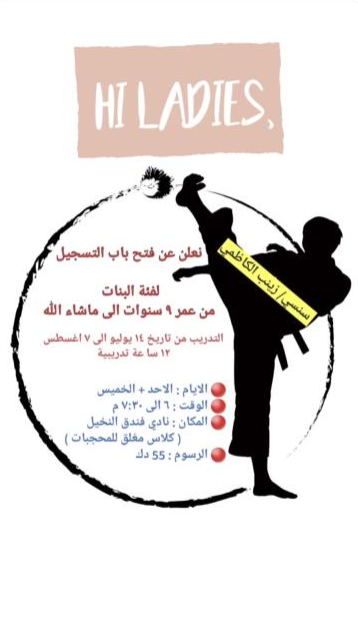 HI LADIES,
نعلن عن فتح باب التسجيل
سنسي/ زينب الكاظمي
لفئة البنات
من عمر ٩ سنوات الى ماشاء الله
التدريب من تاريخ ١٤ يوليو الى ٧ اغسطس
١٢ ساعة تدريبية
الايام : الاحد + الخميس
الوقت : ٦ الى ٧:٣٠ م
المكان : نادي فندق النخيل
( كلاس مغلق للمحجبات )
الرسوم : 55 دك